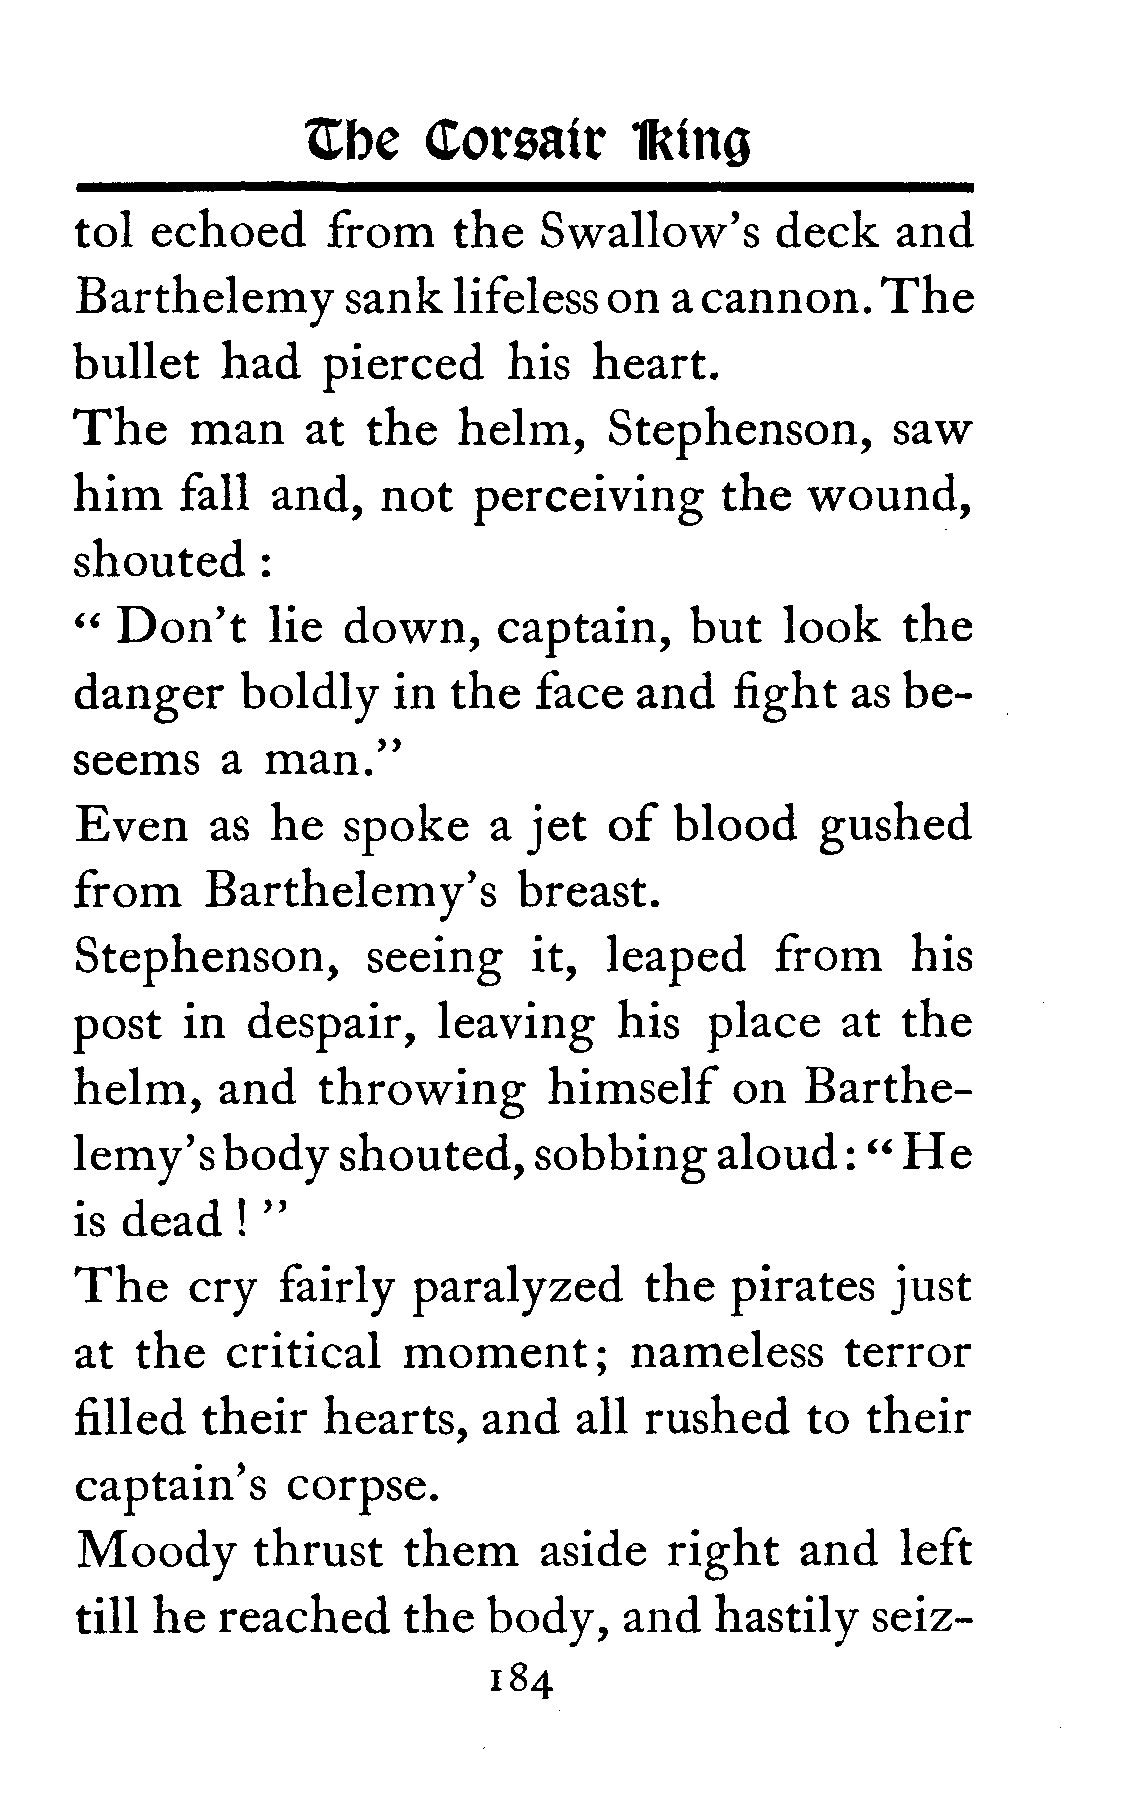 The Corsair King
tol echoed from the Swallow's deck and
Barthelemy sank lifeless on a cannon. The
bullet had pierced his heart.
The man at the helm, Stephenson, saw
him fall and, not perceiving the wound,
shouted :
“ Don't lie down, captain, but look the
danger boldly in the face and fight as be-
seems a man.”
Even as he spoke a jet of blood gushed
from Barthelemy's breast.
Stephenson, seeing it, leaped from his
post in despair, leaving his place at the
helm, and throwing himself on Barthe-
lemy's body shouted, sobbing aloud: “ He
is dead ! ”
The cry fairly paralyzed the pirates just
at the critical moment; nameless terror
filled their hearts, and all rushed to their
captain's corpse.
Moody thrust them aside right and left
till he reached the body, and hastily seiz-
184